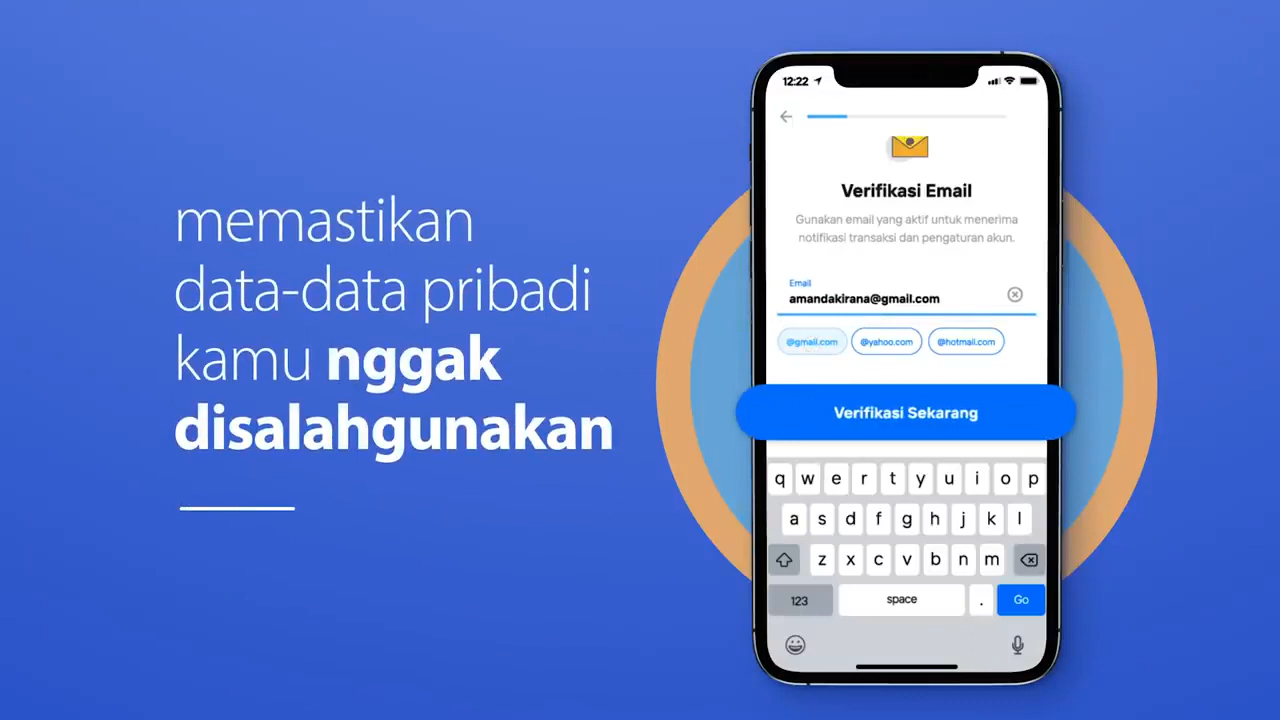 memastikan
data-data pribadi
kamu nggak
disalahgunakan
12:22
Verifikasi Email
Gunakan email yang aktif untuk menerima
notifikasi transaksi dan pengaturan akun.
Email
amandakirana@gmail.com
@gmail.com @yahoo.com @hotmail.com
Verifikasi Sekarang
q w e r t y u i o p
a s d f g h j k l
z x c v b n m
123 space . Go